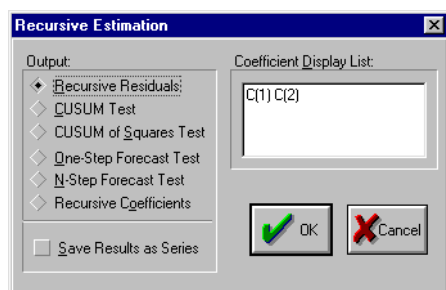 Recursive Estimation
Output:
Recursive Residuals
CUSUM Test
CUSUM of Squares Test
One-Step Forecast Test
N-Step Forecast Test
Recursive Coefficients
Save Results as Series
Coefficient Display List:
C(1) C(2)
OK
Cancel